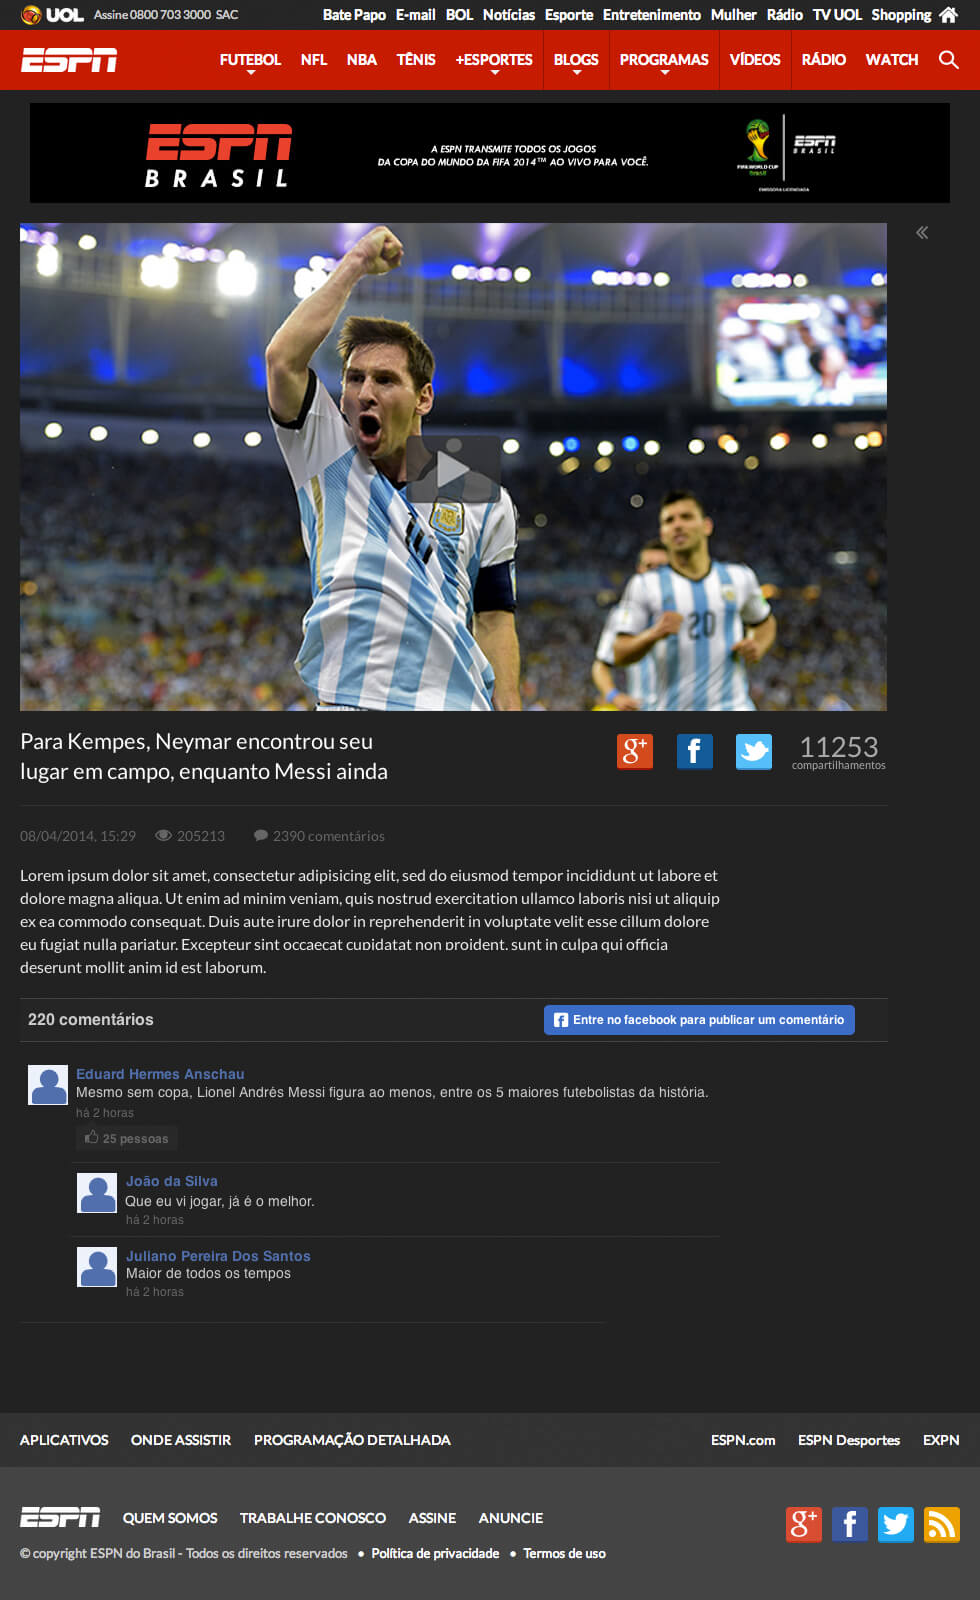 UOL Assine 0800 703 3000 SAC Bate Papo E-mail BOL Notícias Esporte Entretenimento Mulher Rádio TV UOL Shopping
ESPN FUTEBOL NFL NBA TÊNIS +ESPORTES BLOGS PROGRAMAS VÍDEOS RÁDIO WATCH
ESPN
BRASIL
A ESPN TRANSMITE TODOS OS JOGOS
DA COPA DO MUNDO DA FIFA 2014™ AO VIVO PARA VOCÊ.
FIFA WORLD CUP
Brasil
ESPN
BRASIL
EMISSORA LICENCIADA
20
Para Kempes, Neymar encontrou seu
lugar em campo, enquanto Messi ainda
g+ f 11253
compartilhamentos
08/04/2014, 15:29 205213 2390 comentários
Lorem ipsum dolor sit amet, consectetur adipisicing elit, sed do eiusmod tempor incididunt ut labore et
dolore magna aliqua. Ut enim ad minim veniam, quis nostrud exercitation ullamco laboris nisi ut aliquip
ex ea commodo consequat. Duis aute irure dolor in reprehenderit in voluptate velit esse cillum dolore
eu fugiat nulla pariatur. Excepteur sint occaecat cupidatat non proident. sunt in culpa qui officia
deserunt mollit anim id est laborum.
220 comentários f Entre no facebook para publicar um comentário
Eduard Hermes Anschau
Mesmo sem copa, Lionel Andrés Messi figura ao menos, entre os 5 maiores futebolistas da história.
há 2 horas
25 pessoas
João da Silva
Que eu vi jogar, já é o melhor.
há 2 horas
Juliano Pereira Dos Santos
Maior de todos os tempos
há 2 horas
APLICATIVOS ONDE ASSISTIR PROGRAMAÇÃO DETALHADA ESPN.com ESPN Desportes EXPN
ESPN QUEM SOMOS TRABALHE CONOSCO ASSINE ANUNCIE g+ f
© copyright ESPN do Brasil - Todos os direitos reservados • Política de privacidade • Termos de uso